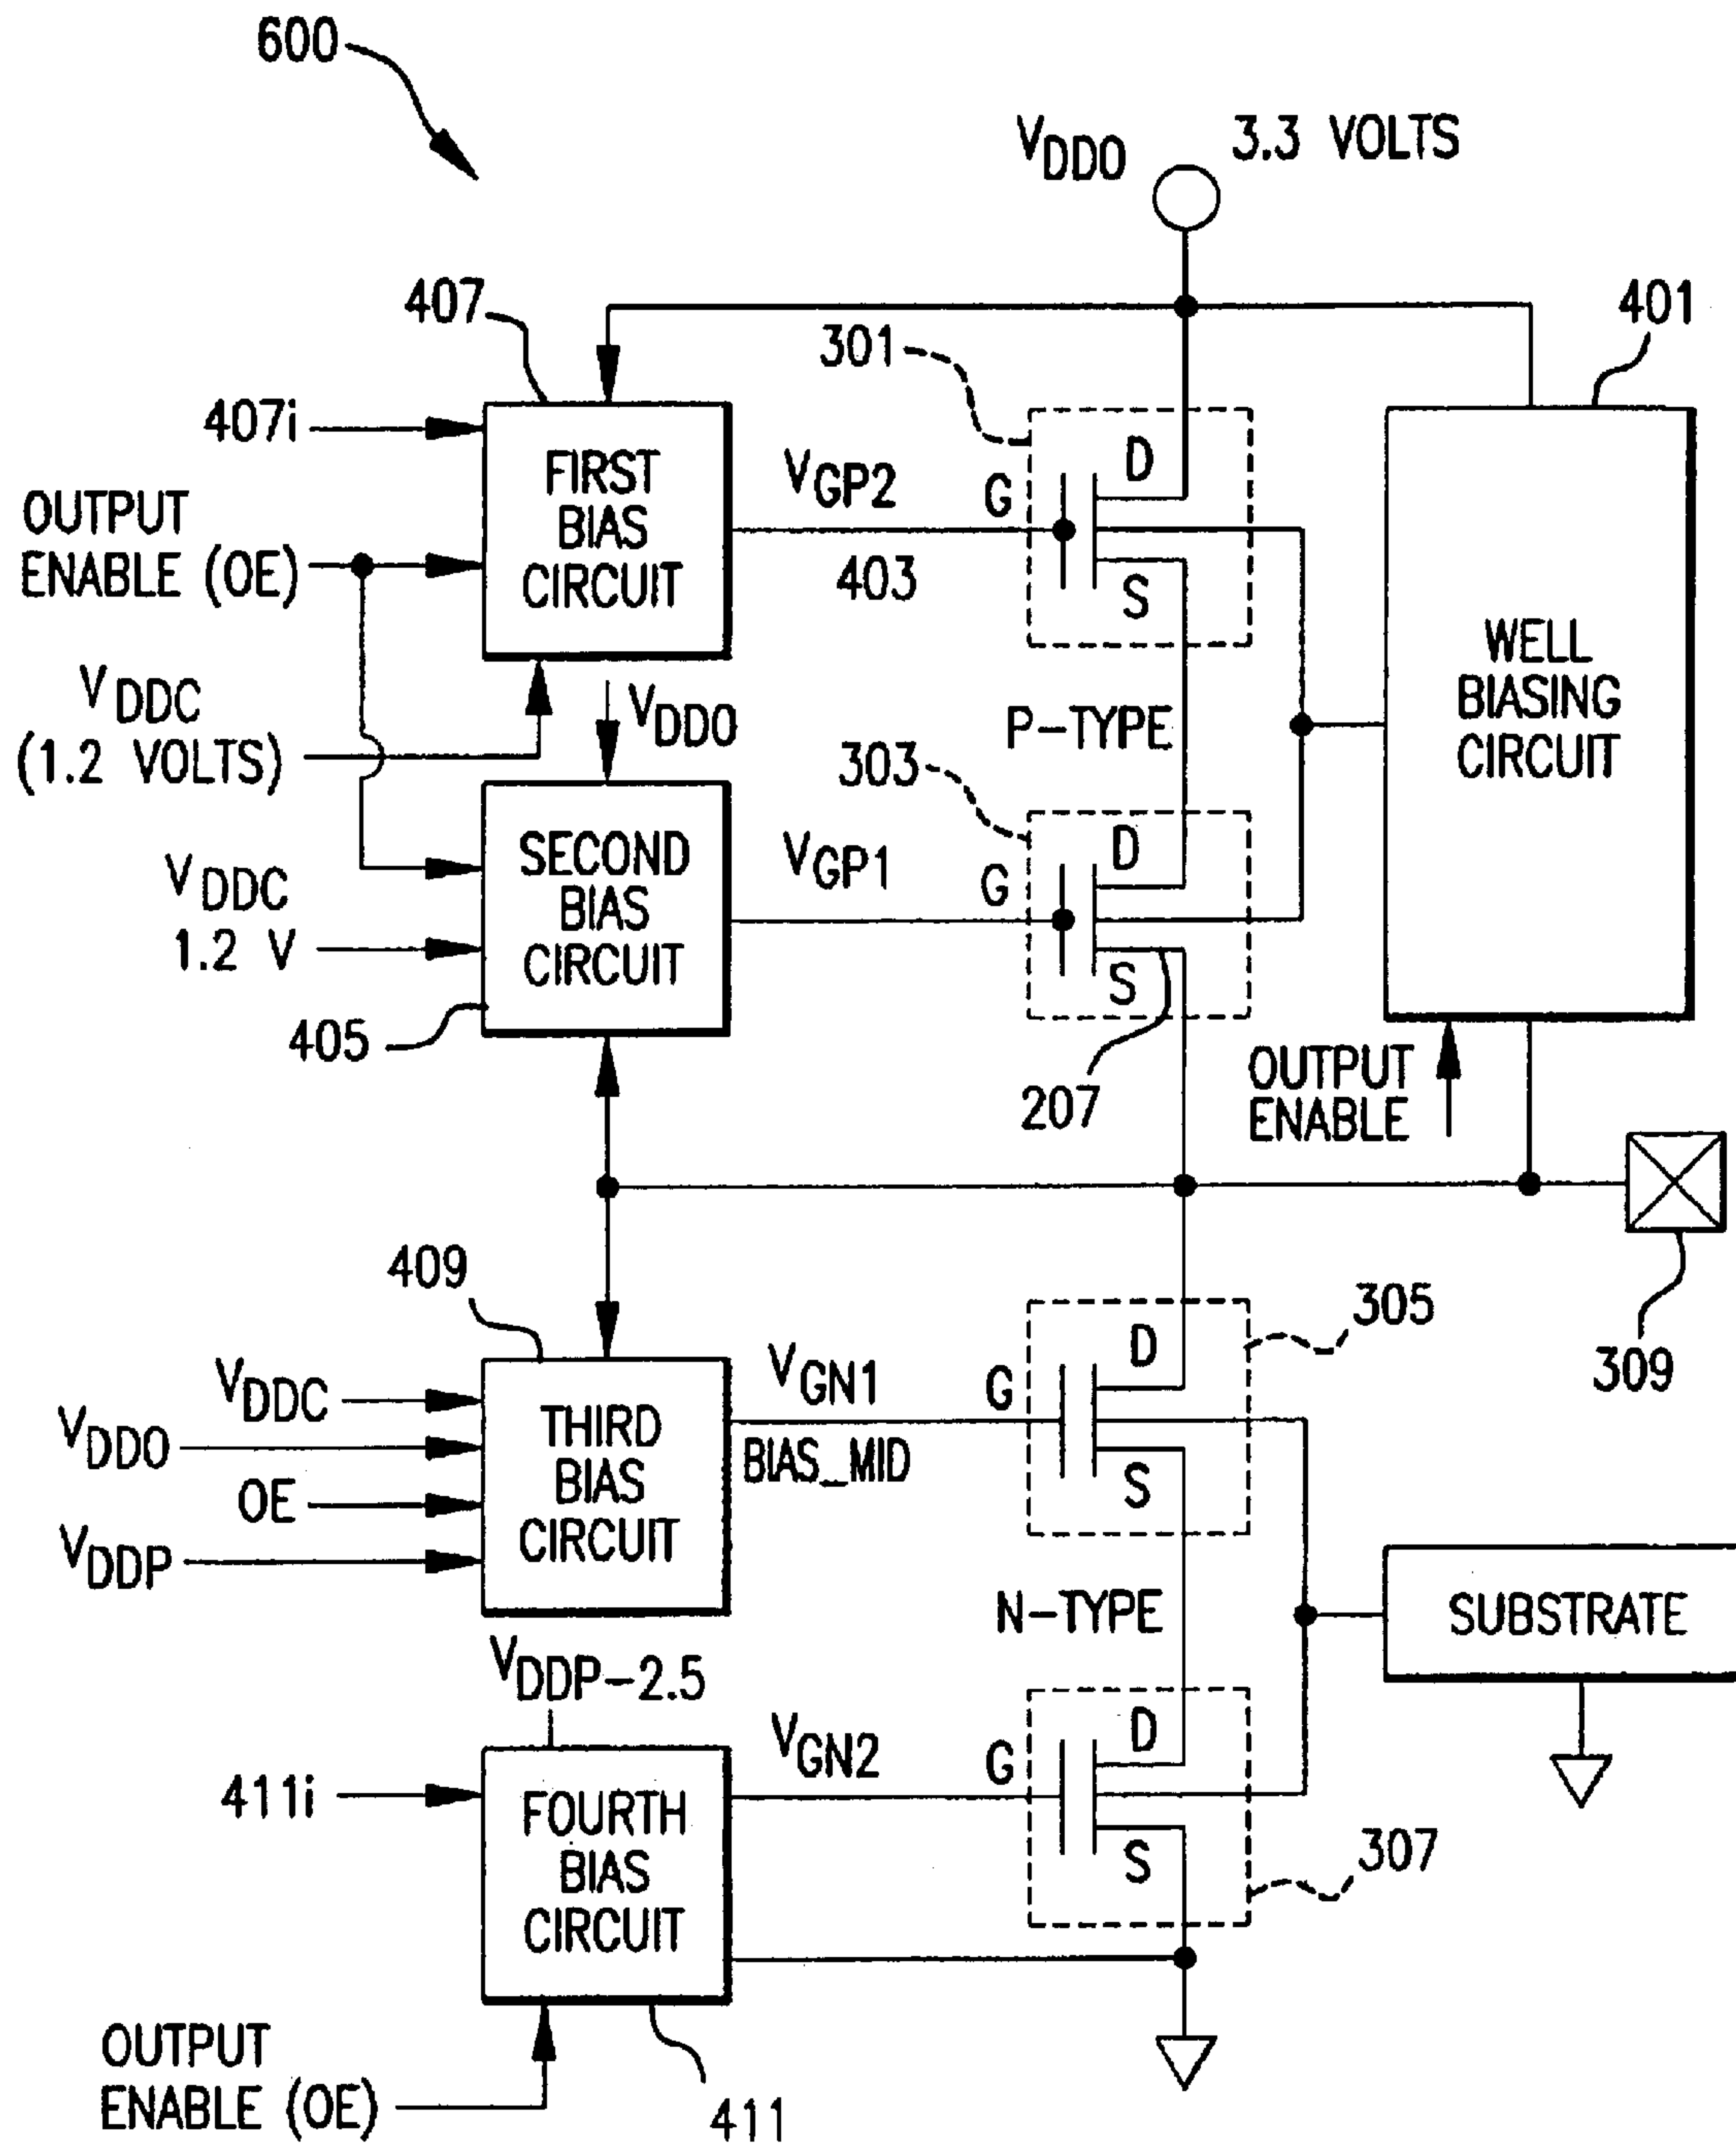 600
V DDO 3.3 VOLTS
407
301
401
407i
FIRST
BIAS
CIRCUIT
VGP2
403
G
D
S
OUTPUT
ENABLE (OE)
WELL
BIASING
CIRCUIT
VDDC
(1.2 VOLTS)
VDDO
P-TYPE
303
SECOND
BIAS
CIRCUIT
VGP1
G
D
S
VDDC
1.2 V
405
207
OUTPUT
ENABLE
309
409
305
VDDC
VDDO
OE
VDDP
THIRD
BIAS
CIRCUIT
VGN1
BIAS_MID
G
D
S
N-TYPE
SUBSTRATE
VDDP-2.5
411i
FOURTH
BIAS
CIRCUIT
VGN2
G
D
S
307
OUTPUT
ENABLE (OE)
411